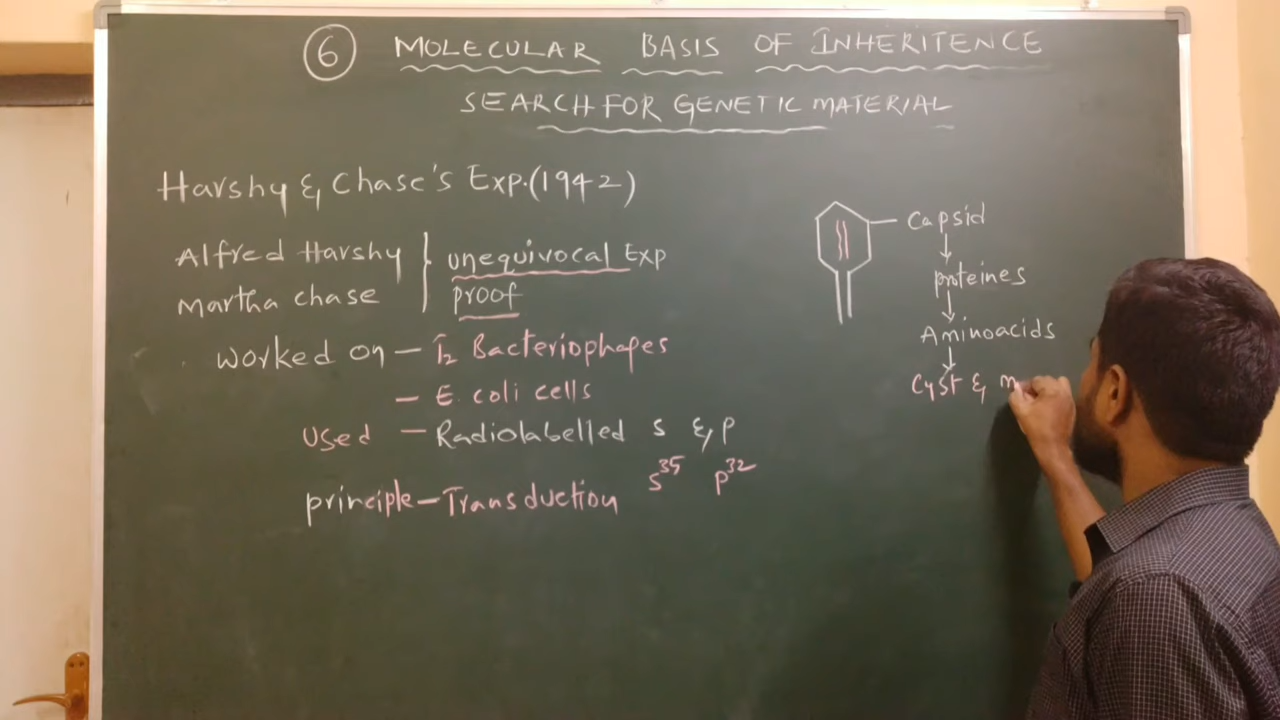 6 MOLECULAR BASIS OF INHERITENCE
SEARCH FOR GENETIC MATERIAL
Harshy & Chase's Exp.(1942)
Alfred Harshy
Martha chase
unequivocal Exp
proof
worked on - T2 Bacteriophages
- E. coli cells
Used - Radiolabelled s & p
s35 p32
principle - Transduction
Capsid
↓
proteines
↓
Aminoacids
↓
Cyst & m